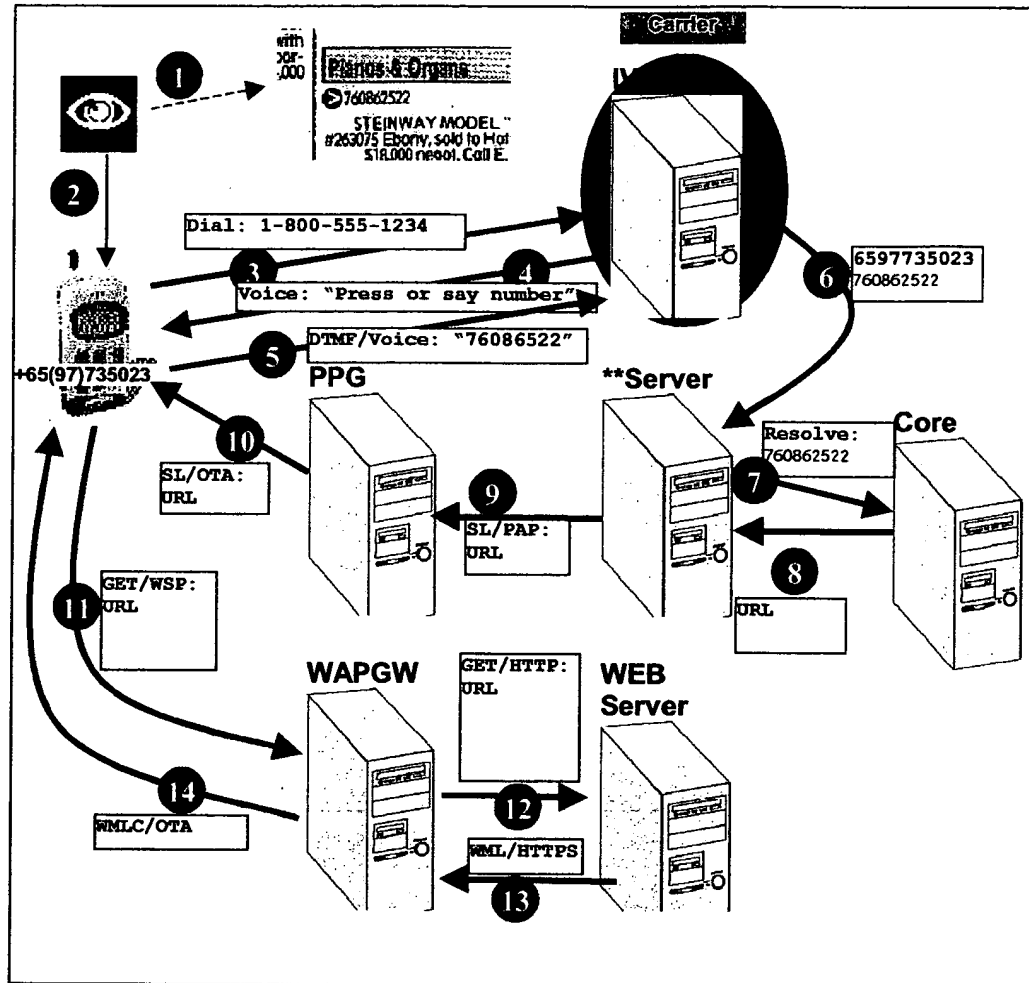 Carrier
with
por-
,000
Pianos & Organs
760862522
STEINWAY MODEL "
#263075 Ebony, sold to Hot
$18,000 negot. Call E.
IV
1
2
Dial: 1-800-555-1234
3
4
Voice: "Press or say number"
5
DTMF/Voice: "76086522"
6
6597735023
760862522
+65(97)735023
PPG
**Server
Core
Resolve:
760862522
7
10
SL/OTA:
URL
9
SL/PAP:
URL
8
URL
11
GET/WSP:
URL
WAPGW
GET/HTTP:
URL
WEB
Server
14
WMLC/OTA
12
WML/HTTPS
13